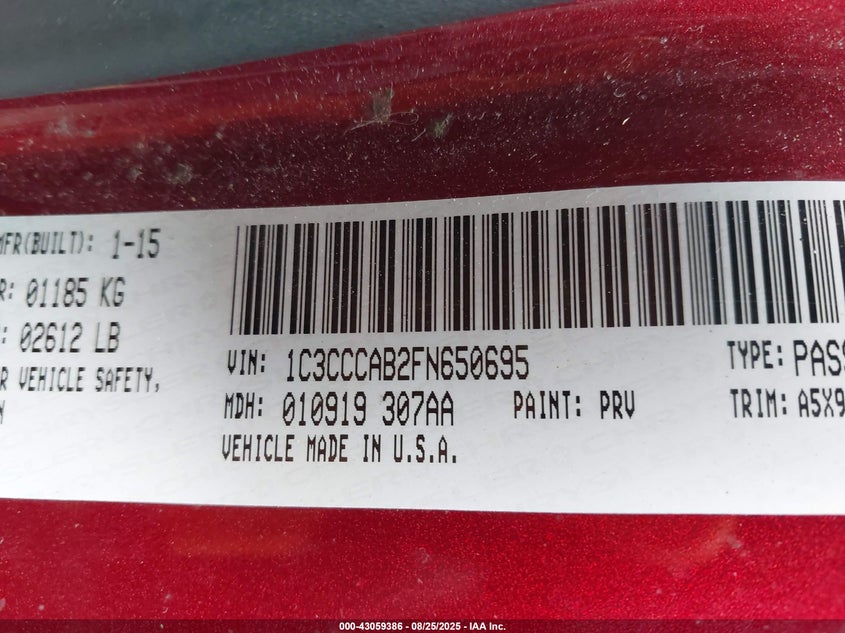 MFR(BUILT): 1-15
R: 01185 KG
: 02612 LB
R VEHICLE SAFETY,
N
VIN: 1C3CCCAB2FN650695
TYPE: PASS
MDH: 010919 307AA
PAINT: PRV
TRIM: A5X9
VEHICLE MADE IN U.S.A.
000-43059386 - 08/25/2025 - IAA Inc.